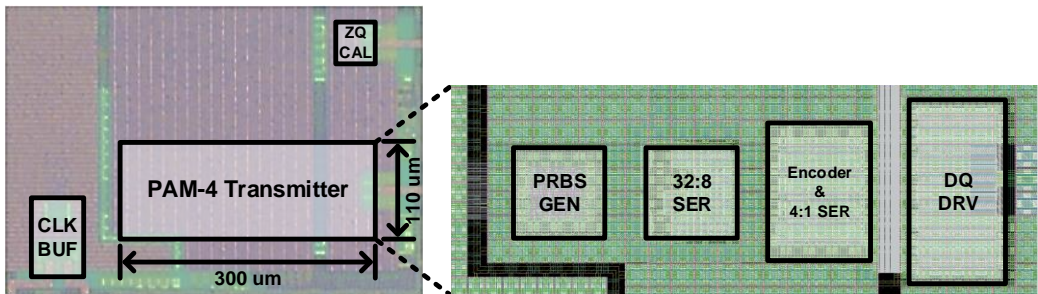 ZQ
CAL
PAM-4 Transmitter
110 um
CLK
BUF
300 um
PRBS
GEN
32:8
SER
Encoder
&
4:1 SER
DQ
DRV